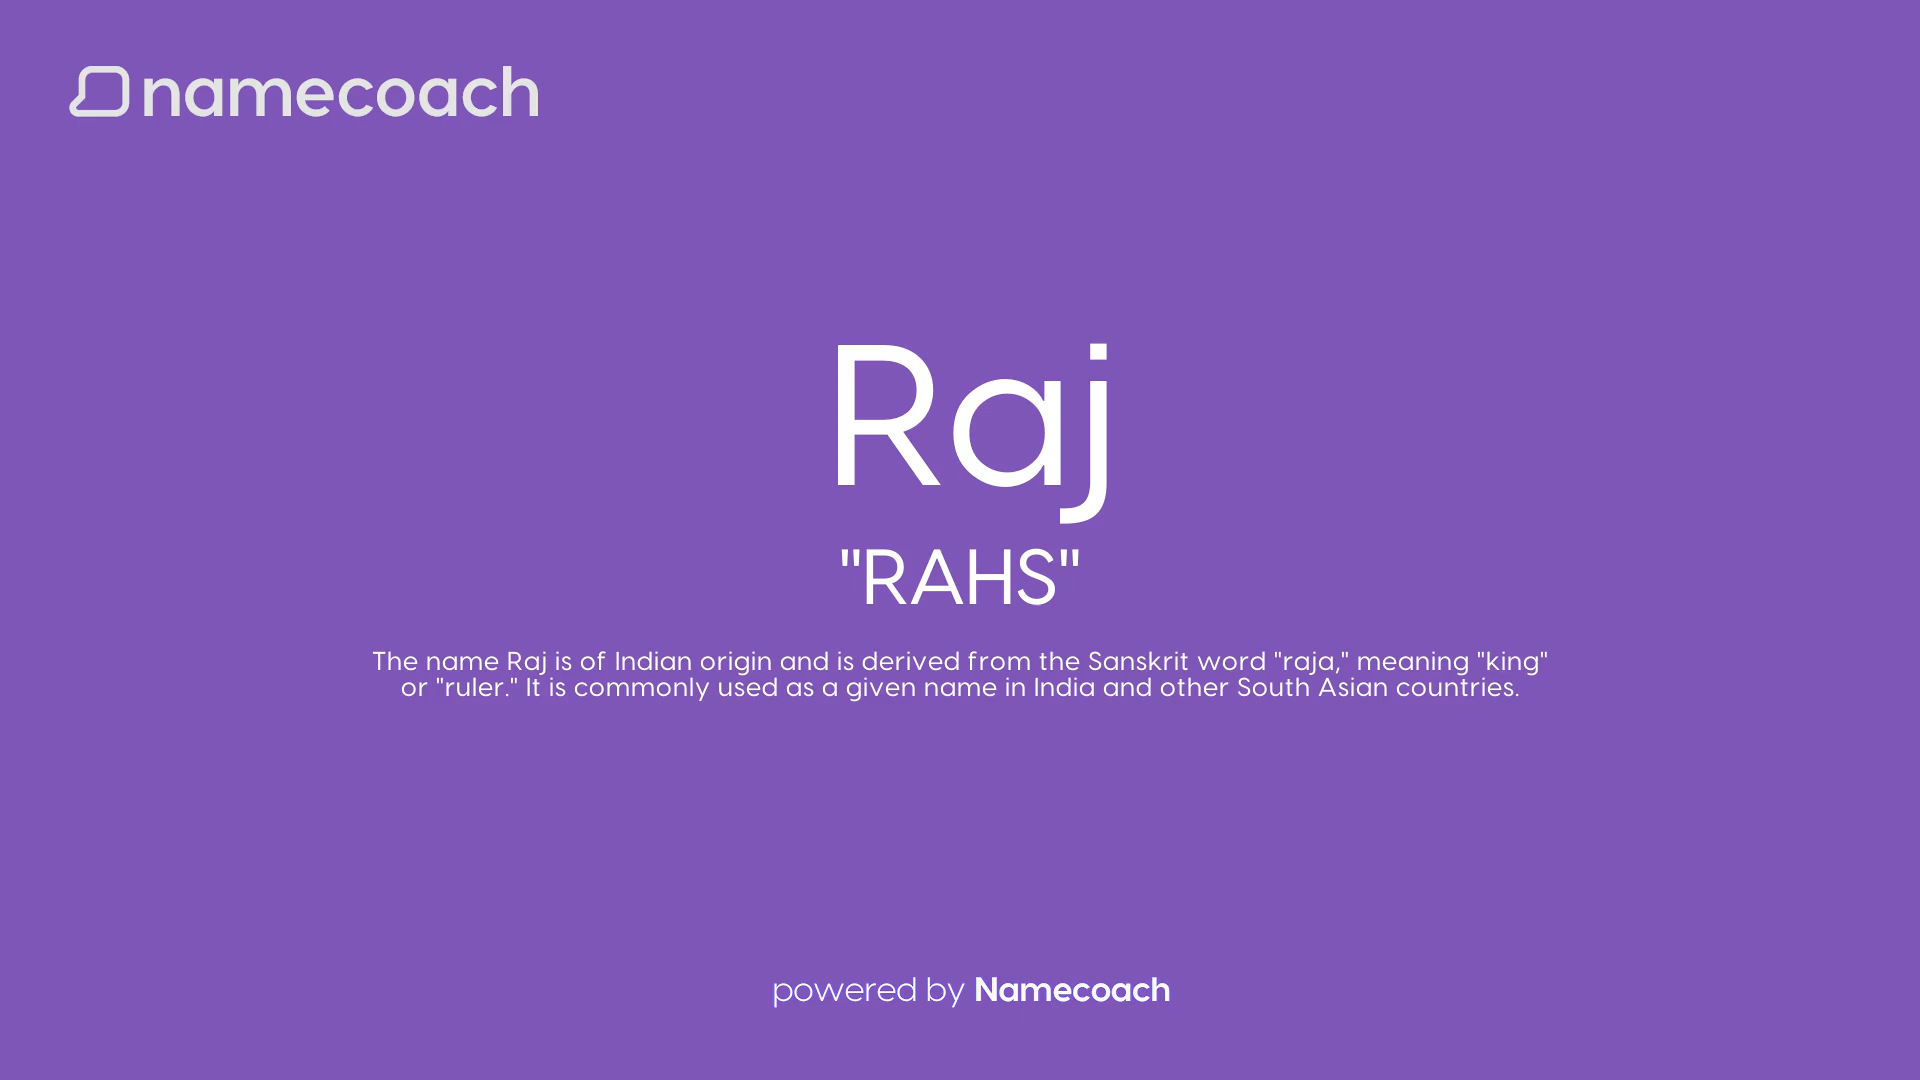 namecoach
Raj
"RAHS"
The name Raj is of Indian origin and is derived from the Sanskrit word "raja," meaning "king"
or "ruler." It is commonly used as a given name in India and other South Asian countries.
powered by Namecoach